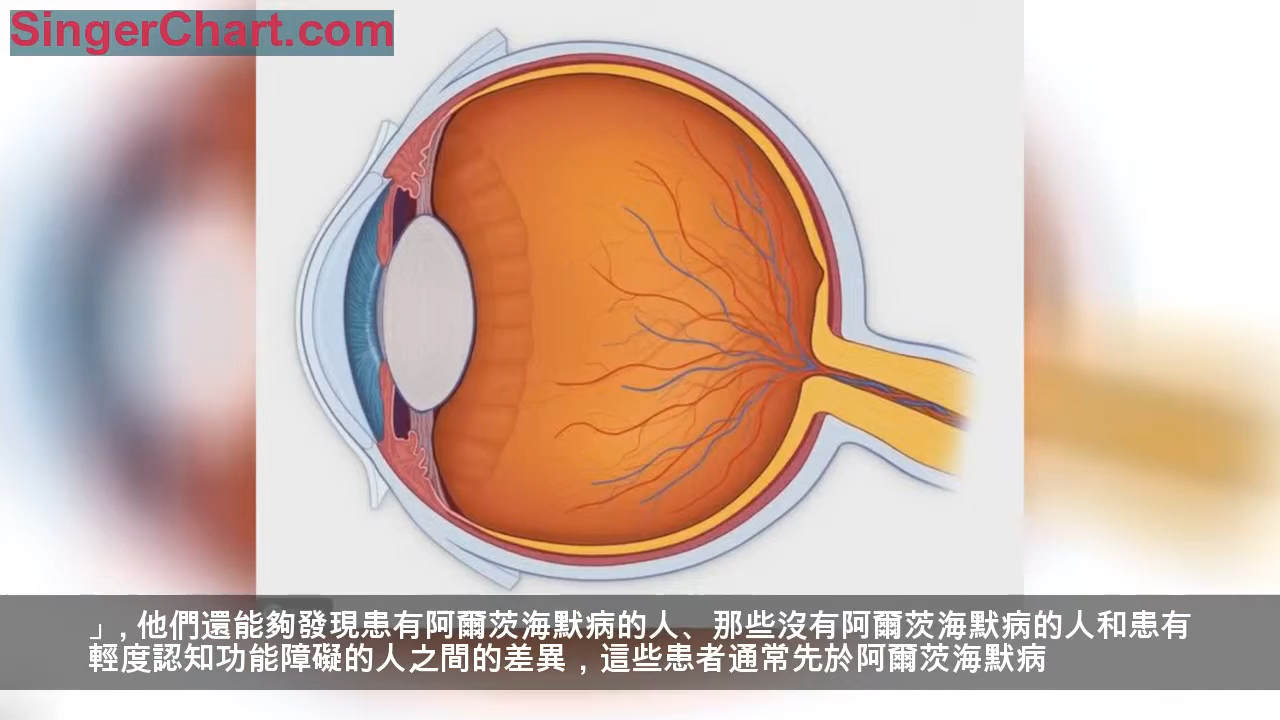 SingerChart.com
」, 他們還能夠發現患有阿爾茨海默病的人、那些沒有阿爾茨海默病的人和患有
輕度認知功能障礙的人之間的差異，這些患者通常先於阿爾茨海默病